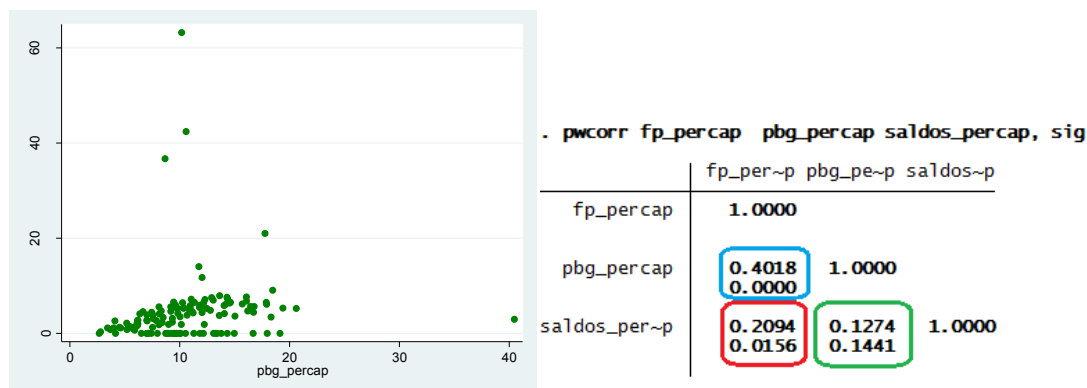 60
40
20
0
0 10 20 30 40
pbg_percap
. pwcorr fp_percap pbg_percap saldos_percap, sig
fp_per~p pbg_pe~p saldos~p
fp_percap 1.0000
pbg_percap 0.4018 1.0000
0.0000
saldos_per~p 0.2094 0.1274 1.0000
0.0156 0.1441